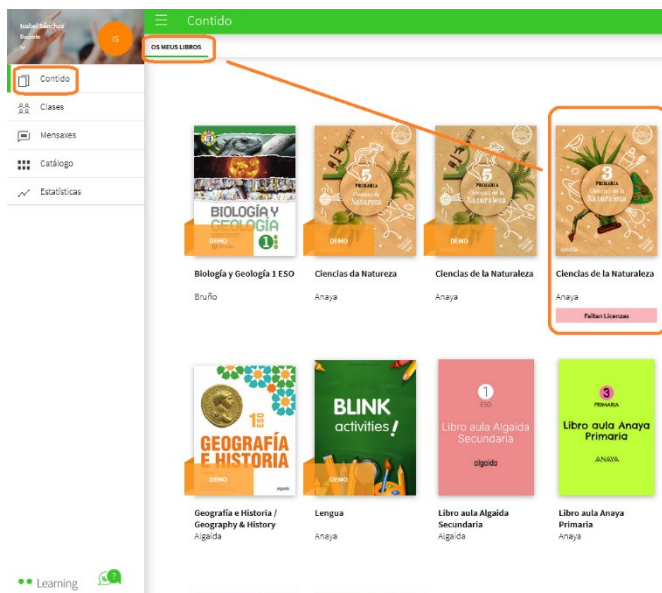 Isabel Sánchez
Docente
IS
Contido
OS MEUS LIBROS
Contido
Clases
Mensaxes
Catálogo
Estatísticas
BIOLOGÍA Y
GEOLOGÍA
DEMO
1
Biología y Geología 1 ESO
Bruño
5
PRIMARIA
Ciencias da
Natureza
DEMO
Ciencias da Natureza
Anaya
5
PRIMARIA
Ciencias de la
Naturaleza
DEMO
Ciencias de la Naturaleza
Anaya
3
PRIMARIA
Ciencias de la
Naturaleza
ANAYA
Ciencias de la Naturaleza
Anaya
Faltan Licenzas
1 ESO
GEOGRAFÍA
E HISTORIA
DEMO
algaida
Geografía e Historia /
Geography & History
Algaida
BLINK
activities!
DEMO
Lengua
Anaya
1
ESO
Libro aula Algaida
Secundaria
algaida
Libro aula Algaida
Secundaria
Algaida
3
PRIMARIA
Libro aula Anaya
Primaria
ANAYA
Libro aula Anaya
Primaria
Anaya
Learning
?